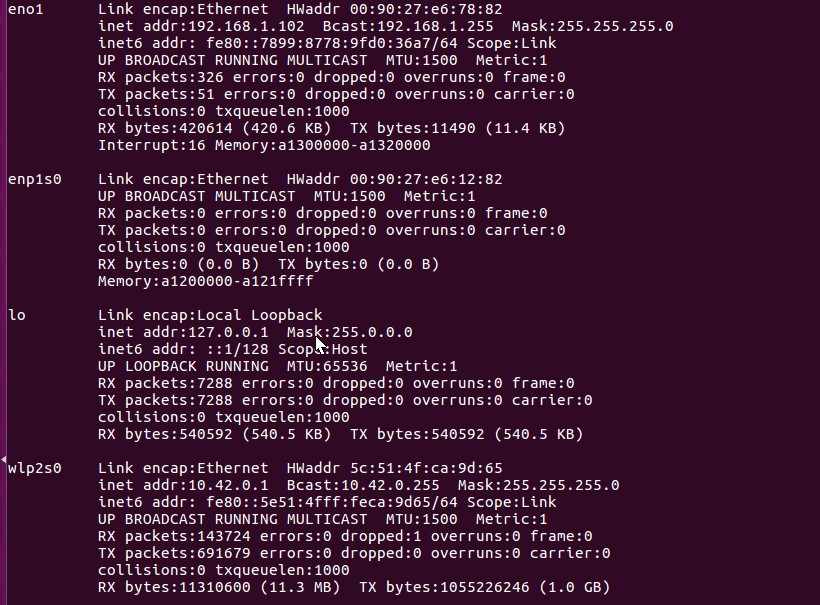 eno1      Link encap:Ethernet  HWaddr 00:90:27:e6:78:82
          inet addr:192.168.1.102  Bcast:192.168.1.255  Mask:255.255.255.0
          inet6 addr: fe80::7899:8778:9fd0:36a7/64 Scope:Link
          UP BROADCAST RUNNING MULTICAST  MTU:1500  Metric:1
          RX packets:326 errors:0 dropped:0 overruns:0 frame:0
          TX packets:51 errors:0 dropped:0 overruns:0 carrier:0
          collisions:0 txqueuelen:1000
          RX bytes:420614 (420.6 KB)  TX bytes:11490 (11.4 KB)
          Interrupt:16 Memory:a1300000-a1320000

enp1s0    Link encap:Ethernet  HWaddr 00:90:27:e6:12:82
          UP BROADCAST MULTICAST  MTU:1500  Metric:1
          RX packets:0 errors:0 dropped:0 overruns:0 frame:0
          TX packets:0 errors:0 dropped:0 overruns:0 carrier:0
          collisions:0 txqueuelen:1000
          RX bytes:0 (0.0 B)  TX bytes:0 (0.0 B)
          Memory:a1200000-a121ffff

lo        Link encap:Local Loopback
          inet addr:127.0.0.1  Mask:255.0.0.0
          inet6 addr: ::1/128 Scope:Host
          UP LOOPBACK RUNNING  MTU:65536  Metric:1
          RX packets:7288 errors:0 dropped:0 overruns:0 frame:0
          TX packets:7288 errors:0 dropped:0 overruns:0 carrier:0
          collisions:0 txqueuelen:1000
          RX bytes:540592 (540.5 KB)  TX bytes:540592 (540.5 KB)

wlp2s0    Link encap:Ethernet  HWaddr 5c:51:4f:ca:9d:65
          inet addr:10.42.0.1  Bcast:10.42.0.255  Mask:255.255.255.0
          inet6 addr: fe80::5e51:4fff:feca:9d65/64 Scope:Link
          UP BROADCAST RUNNING MULTICAST  MTU:1500  Metric:1
          RX packets:143724 errors:0 dropped:1 overruns:0 frame:0
          TX packets:691679 errors:0 dropped:0 overruns:0 carrier:0
          collisions:0 txqueuelen:1000
          RX bytes:11310600 (11.3 MB)  TX bytes:1055226246 (1.0 GB)